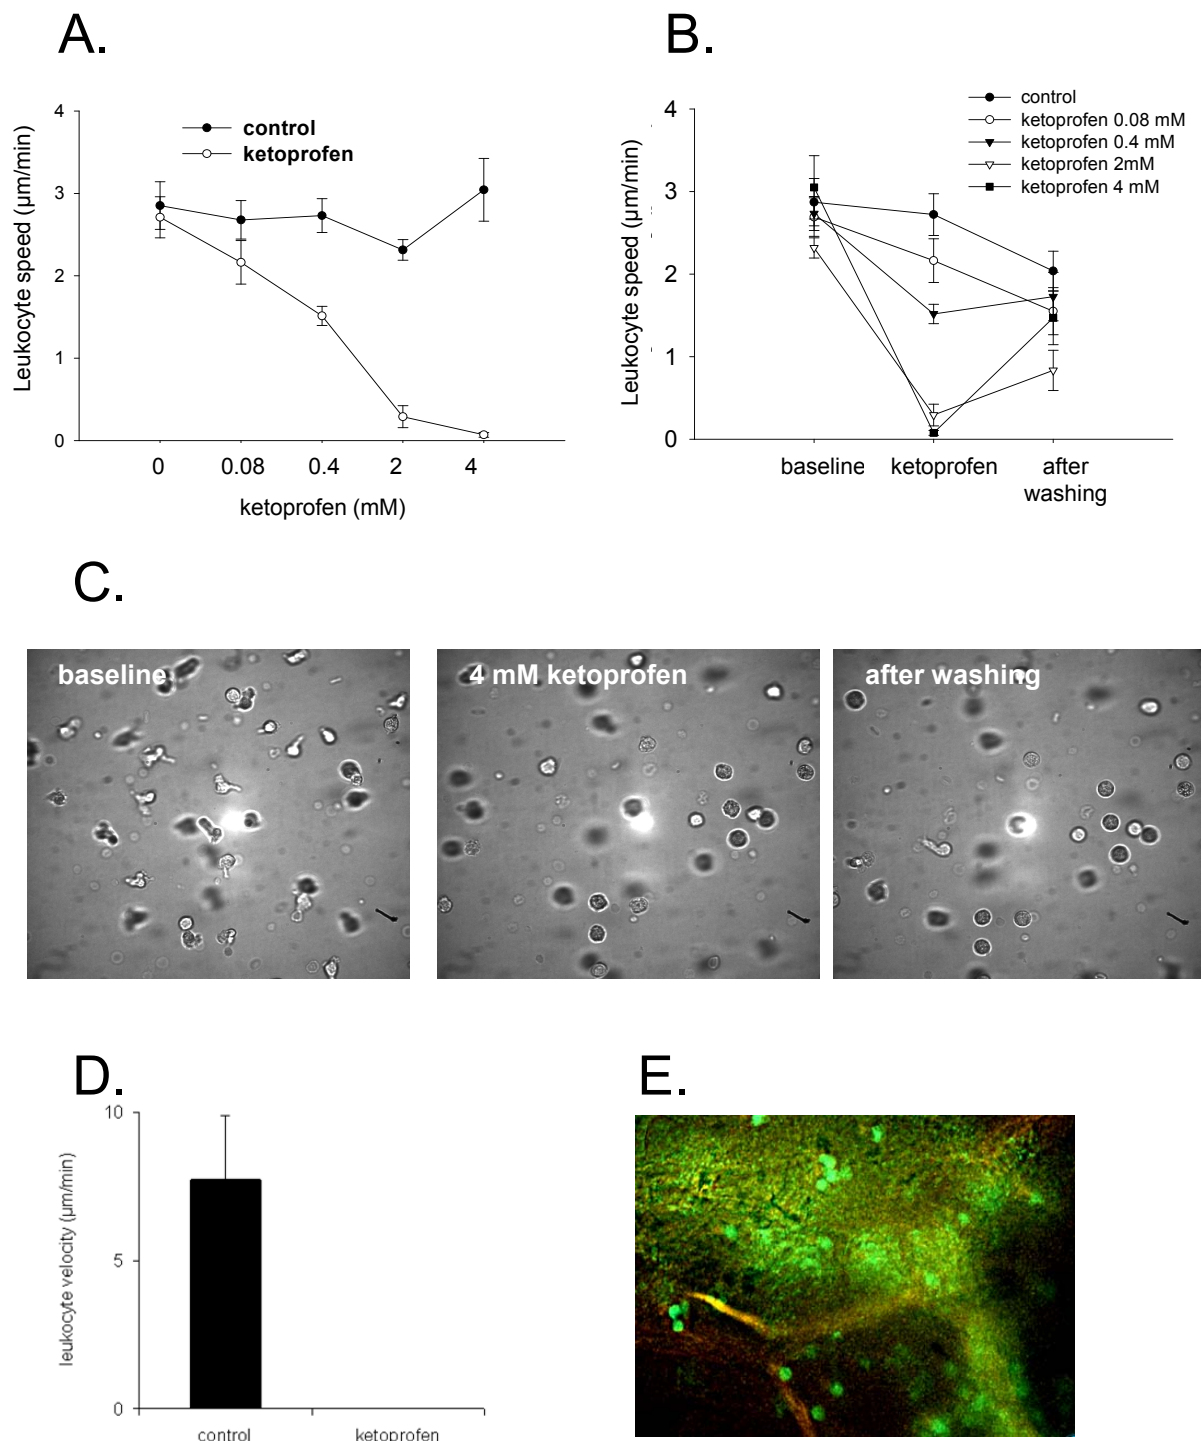 A.
Leukocyte speed (µm/min)
4
3
2
1
0
control
ketoprofen
0 0.08 0.4 2 4
ketoprofen (mM)
B.
Leukocyte speed (µm/min)
4
3
2
1
0
control
ketoprofen 0.08 mM
ketoprofen 0.4 mM
ketoprofen 2mM
ketoprofen 4 mM
baseline ketoprofen after
washing
C.
baseline
4 mM ketoprofen
after washing
D.
leukocyte velocity (µm/min)
10
5
0
control ketoprofen
E.